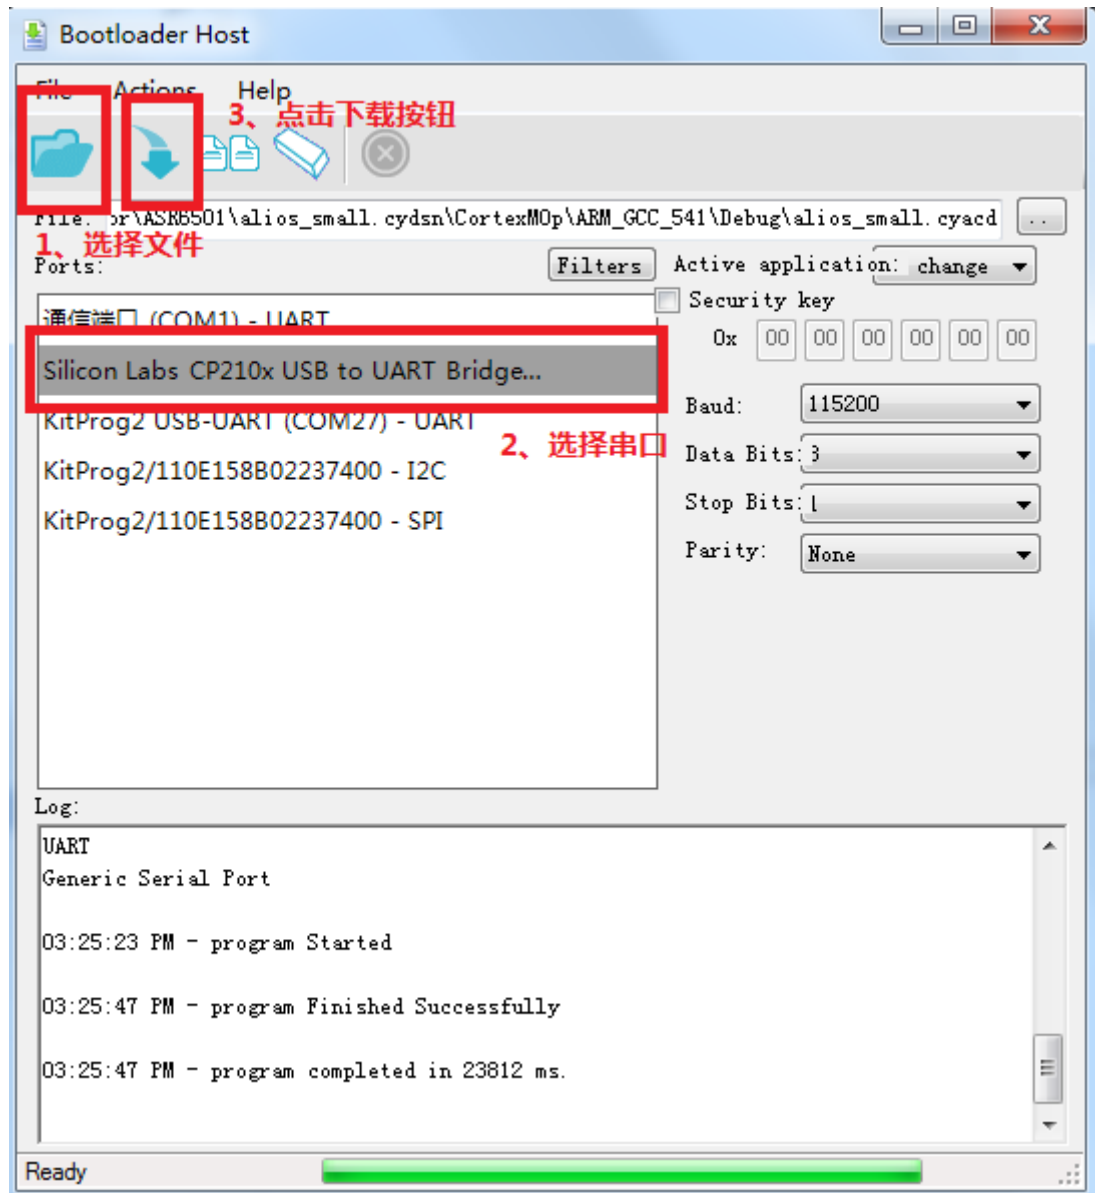 Bootloader Host
File Actions Help
3、点击下载按钮
File: or\ASR6501\alios_small.cydsn\CortexM0p\ARM_GCC_541\Debug\alios_small.cyacd ..
1、选择文件
Ports: Filters Active application: change
Security key
0x 00 00 00 00 00 00
通信端口 (COM1) - UART
Silicon Labs CP210x USB to UART Bridge...
KitProg2 USB-UART (COM27) - UART
2、选择串口
KitProg2/110E158B02237400 - I2C
KitProg2/110E158B02237400 - SPI
Baud: 115200
Data Bits:
Stop Bits:
Parity: None
Log:
UART
Generic Serial Port
03:25:23 PM - program Started
03:25:47 PM - program Finished Successfully
03:25:47 PM - program completed in 23812 ms.
Ready